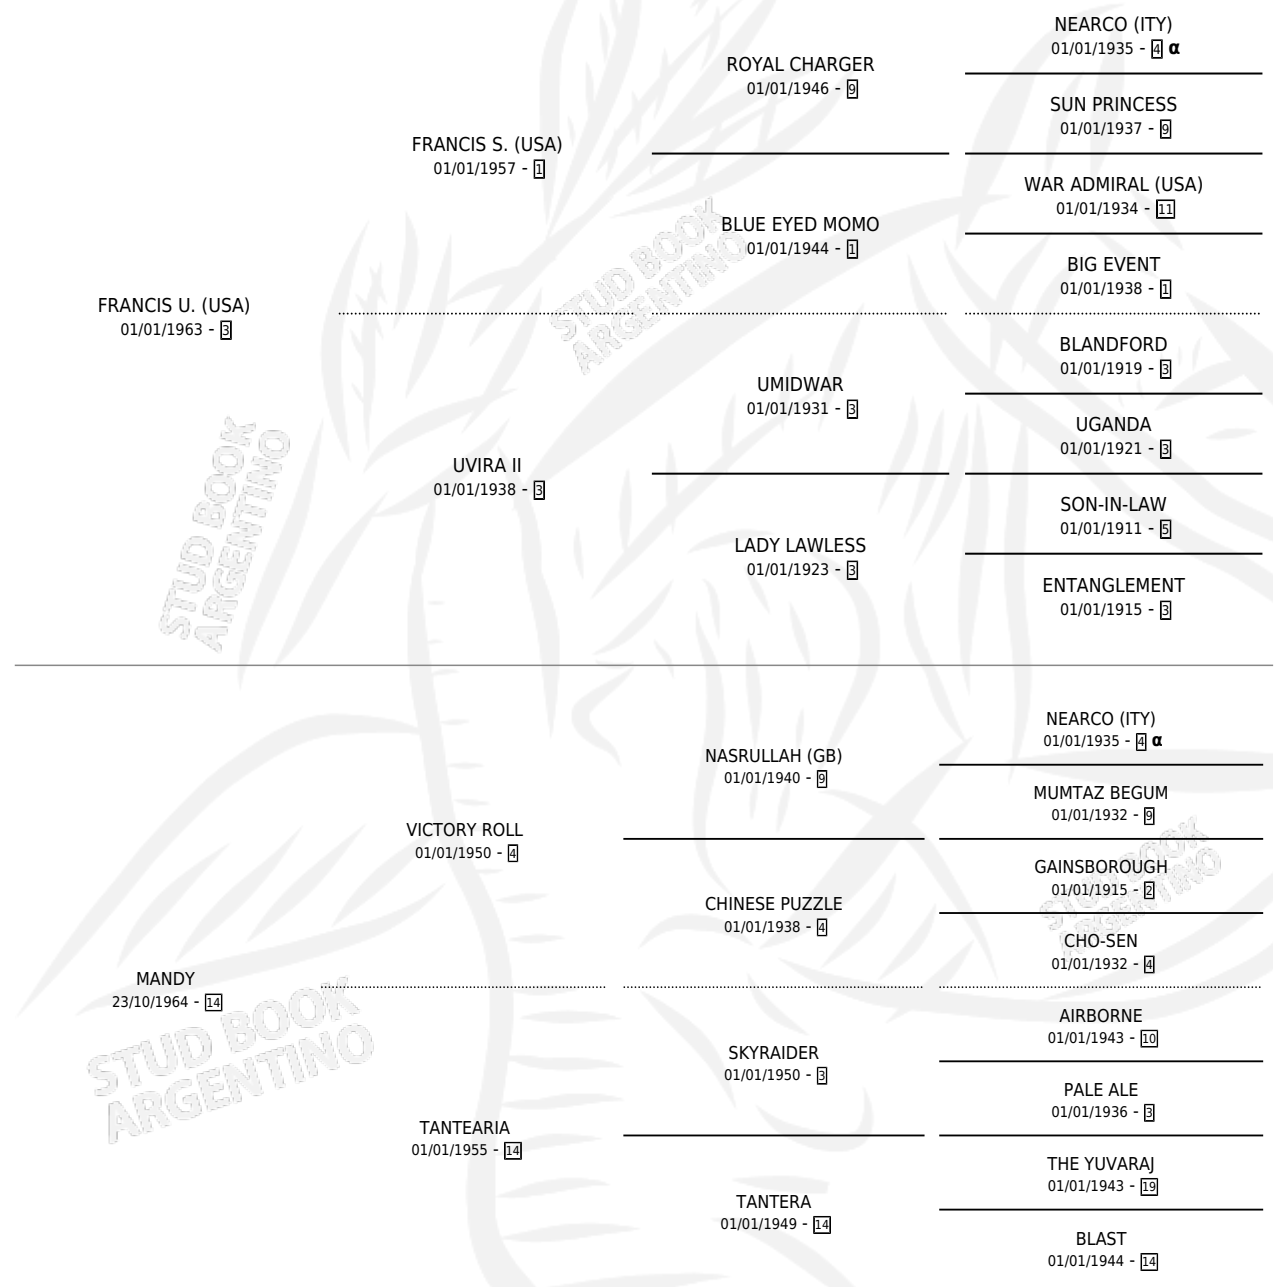 NEARCO (ITY)
01/01/1935 - 4 α
ROYAL CHARGER
01/01/1946 - 9
SUN PRINCESS
01/01/1937 - 9
FRANCIS S. (USA)
01/01/1957 - 1
WAR ADMIRAL (USA)
01/01/1934 - 11
BLUE EYED MOMO
01/01/1944 - 1
BIG EVENT
01/01/1938 - 1
FRANCIS U. (USA)
01/01/1963 - 3
BLANDFORD
01/01/1919 - 3
UMIDWAR
01/01/1931 - 3
UGANDA
01/01/1921 - 3
UVIRA II
01/01/1938 - 3
SON-IN-LAW
01/01/1911 - 5
LADY LAWLESS
01/01/1923 - 3
ENTANGLEMENT
01/01/1915 - 3
NEARCO (ITY)
01/01/1935 - 4 α
NASRULLAH (GB)
01/01/1940 - 9
MUMTAZ BEGUM
01/01/1932 - 9
VICTORY ROLL
01/01/1950 - 4
GAINSBOROUGH
01/01/1915 - 2
CHINESE PUZZLE
01/01/1938 - 4
CHO-SEN
01/01/1932 - 4
MANDY
23/10/1964 - 14
AIRBORNE
01/01/1943 - 10
SKYRAIDER
01/01/1950 - 3
PALE ALE
01/01/1936 - 3
TANTEARIA
01/01/1955 - 14
THE YUVARAJ
01/01/1943 - 19
TANTERA
01/01/1949 - 14
BLAST
01/01/1944 - 14
STUD BOOK
ARGENTINO
STUD BOOK
ARGENTINO
STUD BOOK
ARGENTINO
STUD BOOK
ARGENTINO